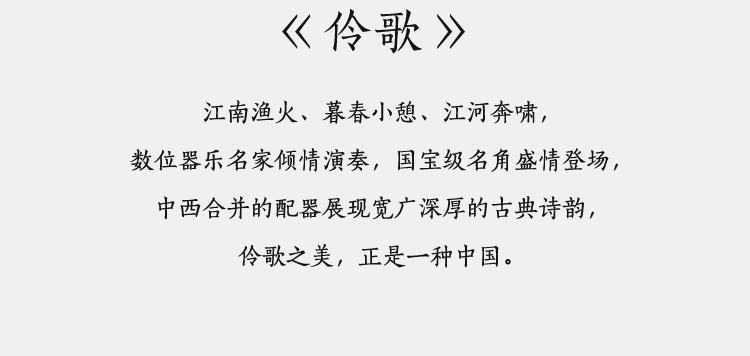 《伶歌》
江南渔火、暮春小憩、江河奔啸，
数位器乐名家倾情演奏，国宝级名角盛情登场，
中西合并的配器展现宽广深厚的古典诗韵，
伶歌之美，正是一种中国。